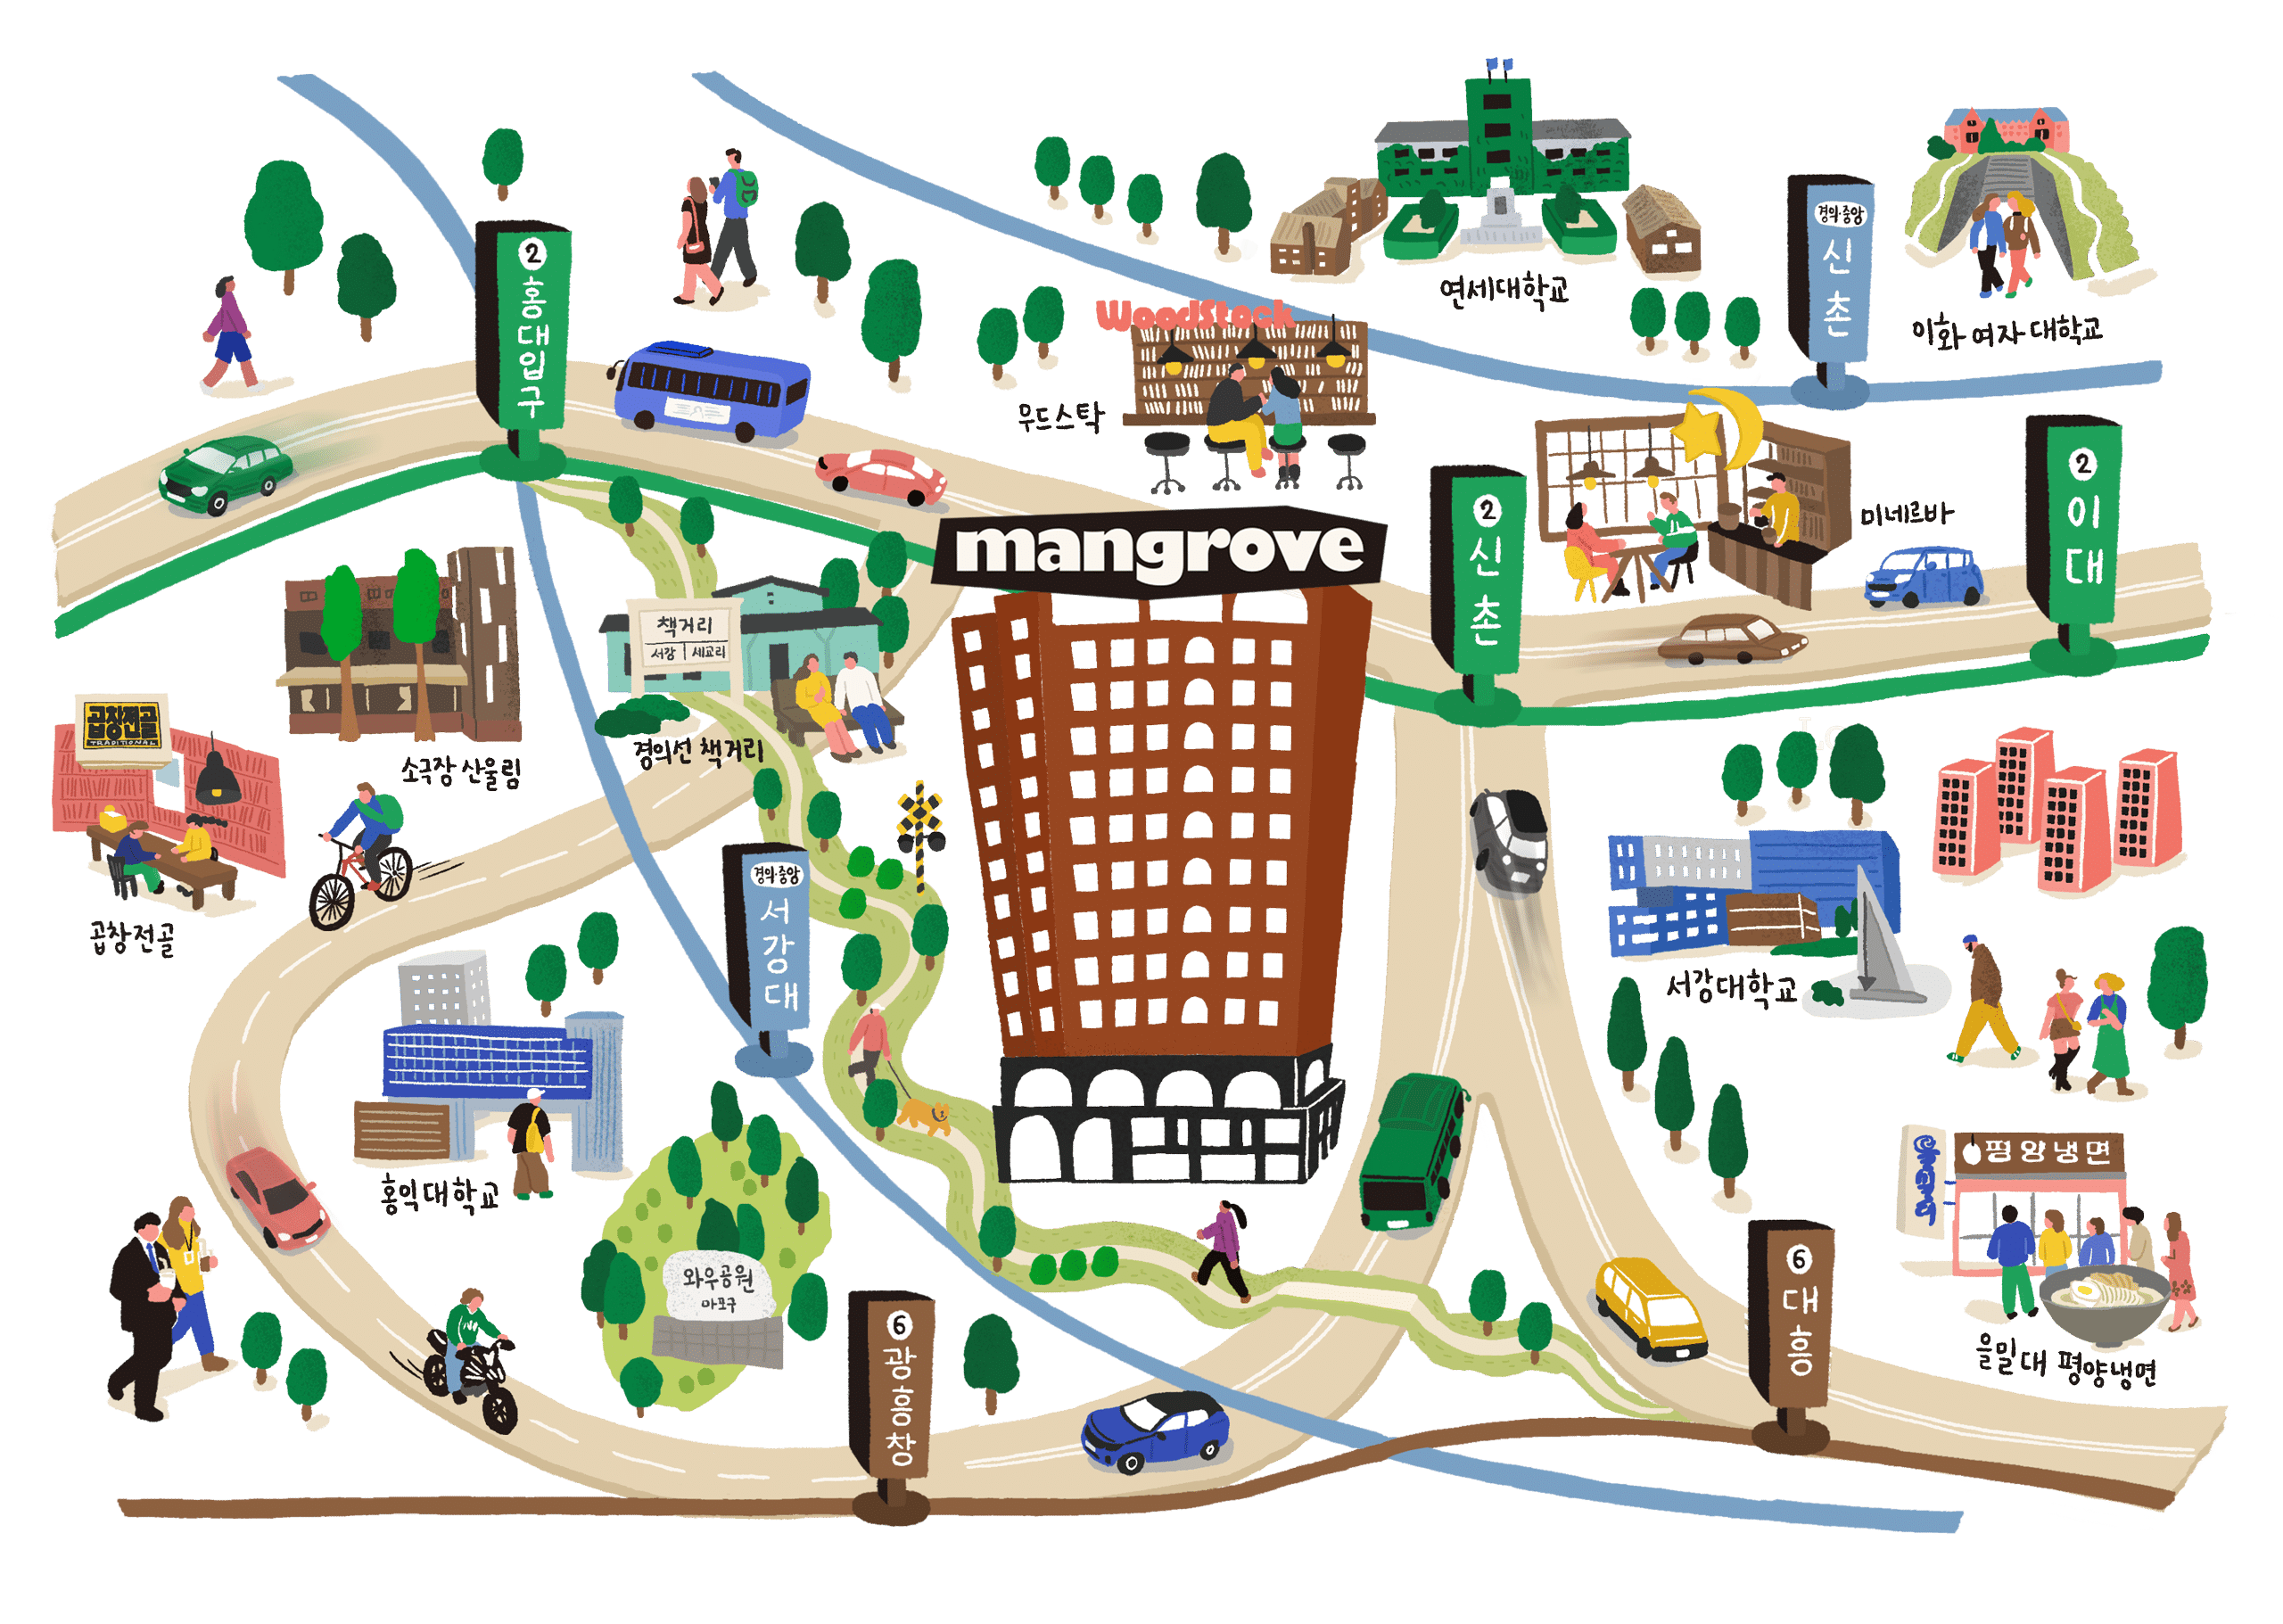 경의·중앙
신촌
연세대학교
이화여자대학교
2
홍대입구
WoodStock
우드스탁
미네르바
2
신촌
2
이대
mangrove
책거리
서강 | 세교리
경의선 책거리
소극장 산울림
곱창전골
TRADITIONAL
곱창전골
경의·중앙
서강대
서강대학교
홍익대학교
와우공원
마포구
6
광흥창
6
대흥
을밀대
평양냉면
을밀대 평양냉면